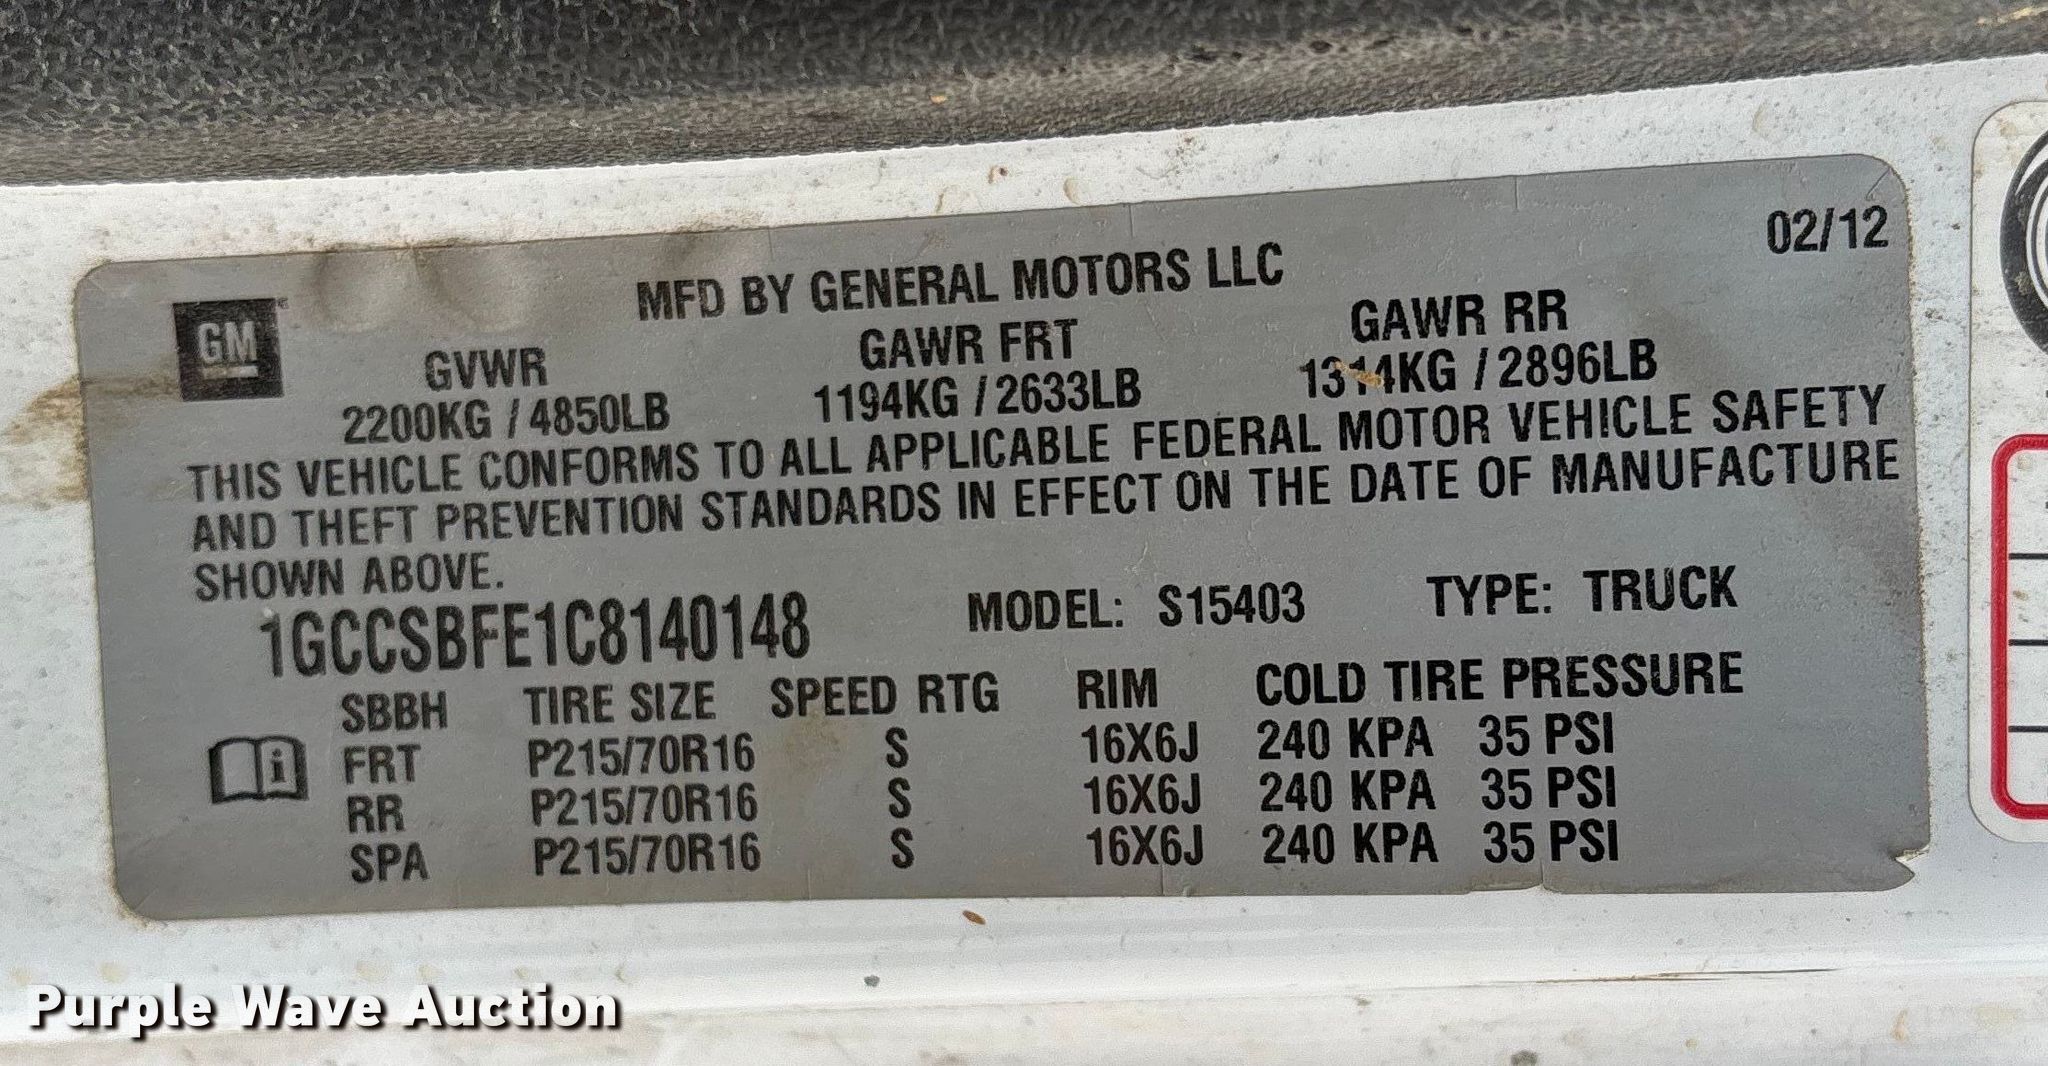 02/12
MFD BY GENERAL MOTORS LLC
GM
GVWR GAWR FRT GAWR RR
2200KG / 4850LB 1194KG / 2633LB 1314KG / 2896LB
THIS VEHICLE CONFORMS TO ALL APPLICABLE FEDERAL MOTOR VEHICLE SAFETY
AND THEFT PREVENTION STANDARDS IN EFFECT ON THE DATE OF MANUFACTURE
SHOWN ABOVE.
1GCCSBFE1C8140148 MODEL: S15403 TYPE: TRUCK
SBBH TIRE SIZE SPEED RTG RIM COLD TIRE PRESSURE
FRT P215/70R16 S 16X6J 240 KPA 35 PSI
RR P215/70R16 S 16X6J 240 KPA 35 PSI
SPA P215/70R16 S 16X6J 240 KPA 35 PSI
Purple Wave Auction